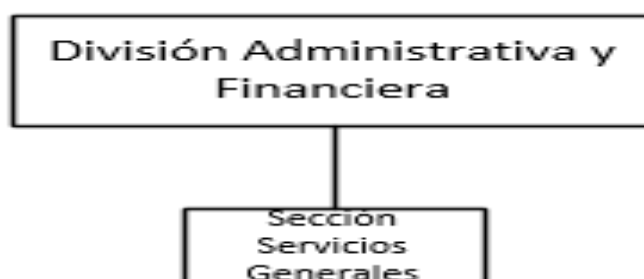 División Administrativa y
Financiera
Sección
Servicios
Generales